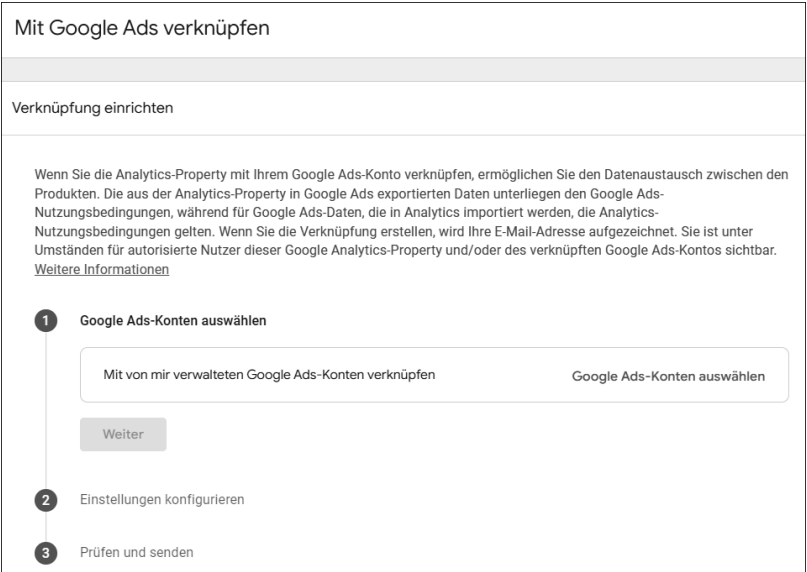 Mit Google Ads verknüpfen
Verknüpfung einrichten
Wenn Sie die Analytics-Property mit Ihrem Google Ads-Konto verknüpfen, ermöglichen Sie den Datenaustausch zwischen den
Produkten. Die aus der Analytics-Property in Google Ads exportierten Daten unterliegen den Google Ads-
Nutzungsbedingungen, während für Google Ads-Daten, die in Analytics importiert werden, die Analytics-
Nutzungsbedingungen gelten. Wenn Sie die Verknüpfung erstellen, wird Ihre E-Mail-Adresse aufgezeichnet. Sie ist unter
Umständen für autorisierte Nutzer dieser Google Analytics-Property und/oder des verknüpften Google Ads-Kontos sichtbar.
Weitere Informationen
1 Google Ads-Konten auswählen
Mit von mir verwalteten Google Ads-Konten verknüpfen Google Ads-Konten auswählen
Weiter
2 Einstellungen konfigurieren
3 Prüfen und senden